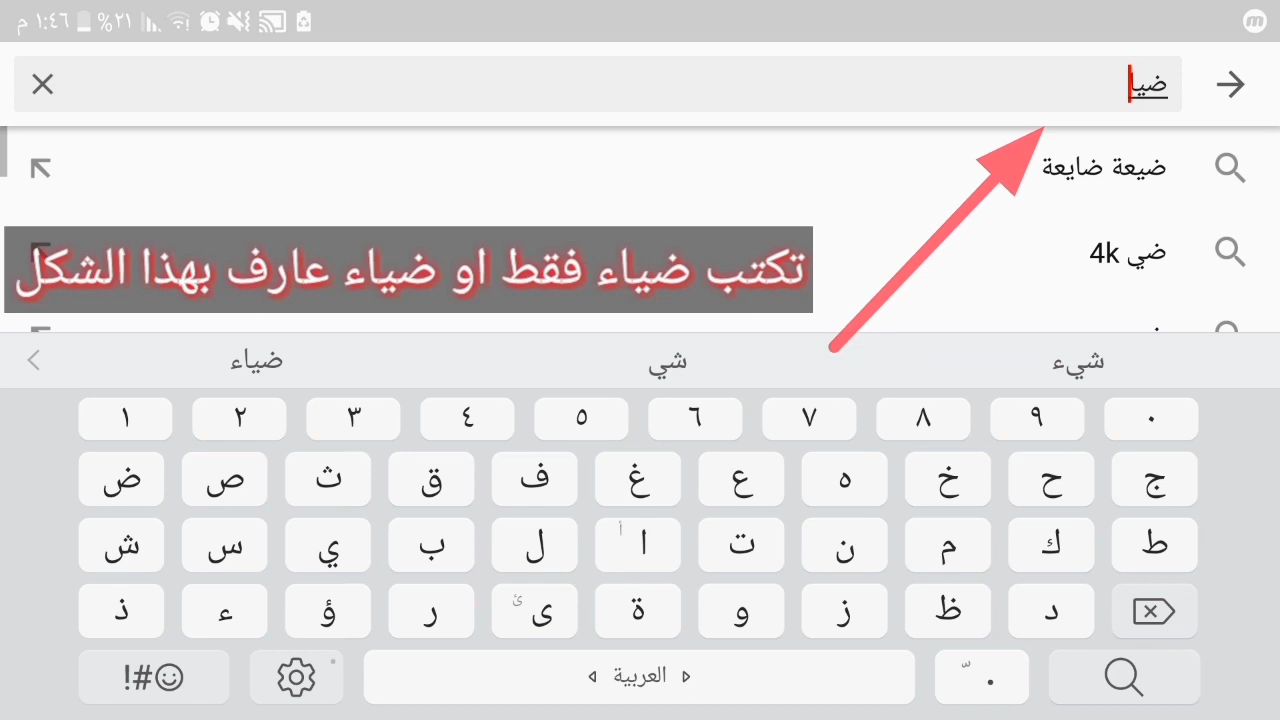 ١:٤٦ م ٢١%
ضيا
ضيعة ضايعة
ضي 4k
تكتب ضياء فقط او ضياء عارف بهذا الشكل
ضياء شي شيء
١ ٢ ٣ ٤ ٥ ٦ ٧ ٨ ٩ ٠
ض ص ث ق ف غ ع ه خ ح ج
ش س ي ب ل ا أ ت ن م ك ط
ذ ء ؤ ر ى ئ ة و ز ظ د
!#☺ العربية . ّ